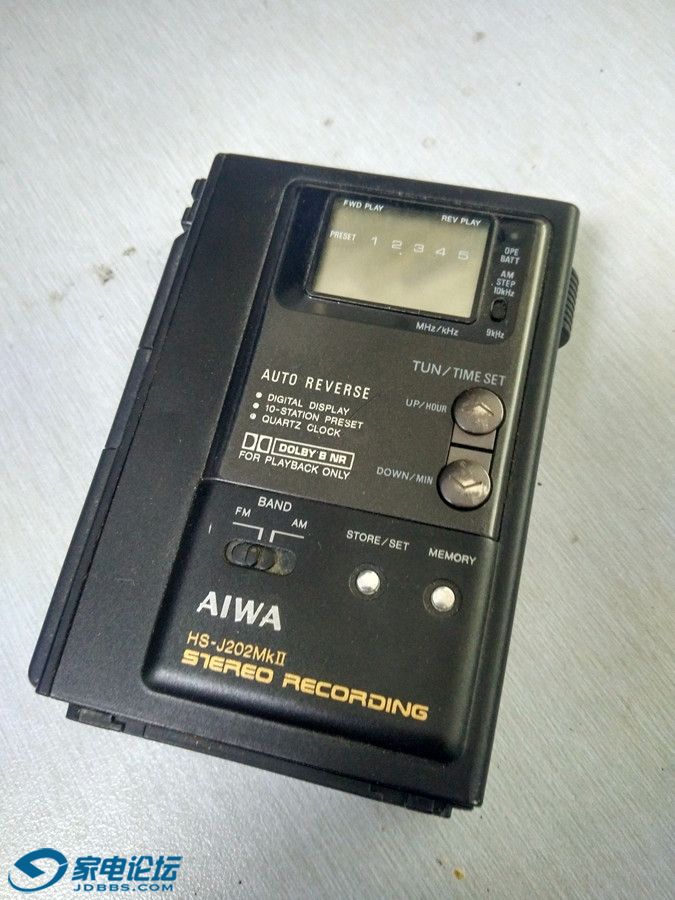 FWD PLAY
REV PLAY
PRESET 1 2 3 4 5
OPE
BATT
AM
STEP
10kHz
9kHz
MHz/kHz
TUN/TIME SET
UP/HOUR
DOWN/MIN
AUTO REVERSE
• DIGITAL DISPLAY
• 10-STATION PRESET
• QUARTZ CLOCK
DOLBY B NR
FOR PLAYBACK ONLY
BAND
FM
AM
STORE/SET
MEMORY
AIWA
HS-J202MkII
STEREO RECORDING
家电论坛
JDBBS.COM